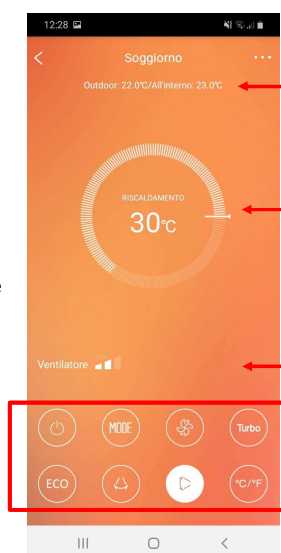 12:28
Soggiorno
Outdoor: 22.0°C/All'interno: 23.0°C
RISCALDAMENTO
30°C
e
Ventilatore
MODE
Turbo
ECO
°C/°F